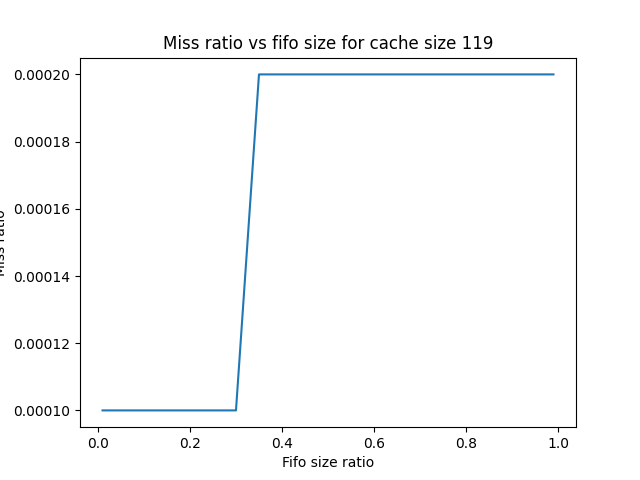 Miss ratio vs fifo size for cache size 119
0.00020
0.00018
0.00016
0.00014
0.00012
0.00010
Miss ratio
0.0 0.2 0.4 0.6 0.8 1.0
Fifo size ratio